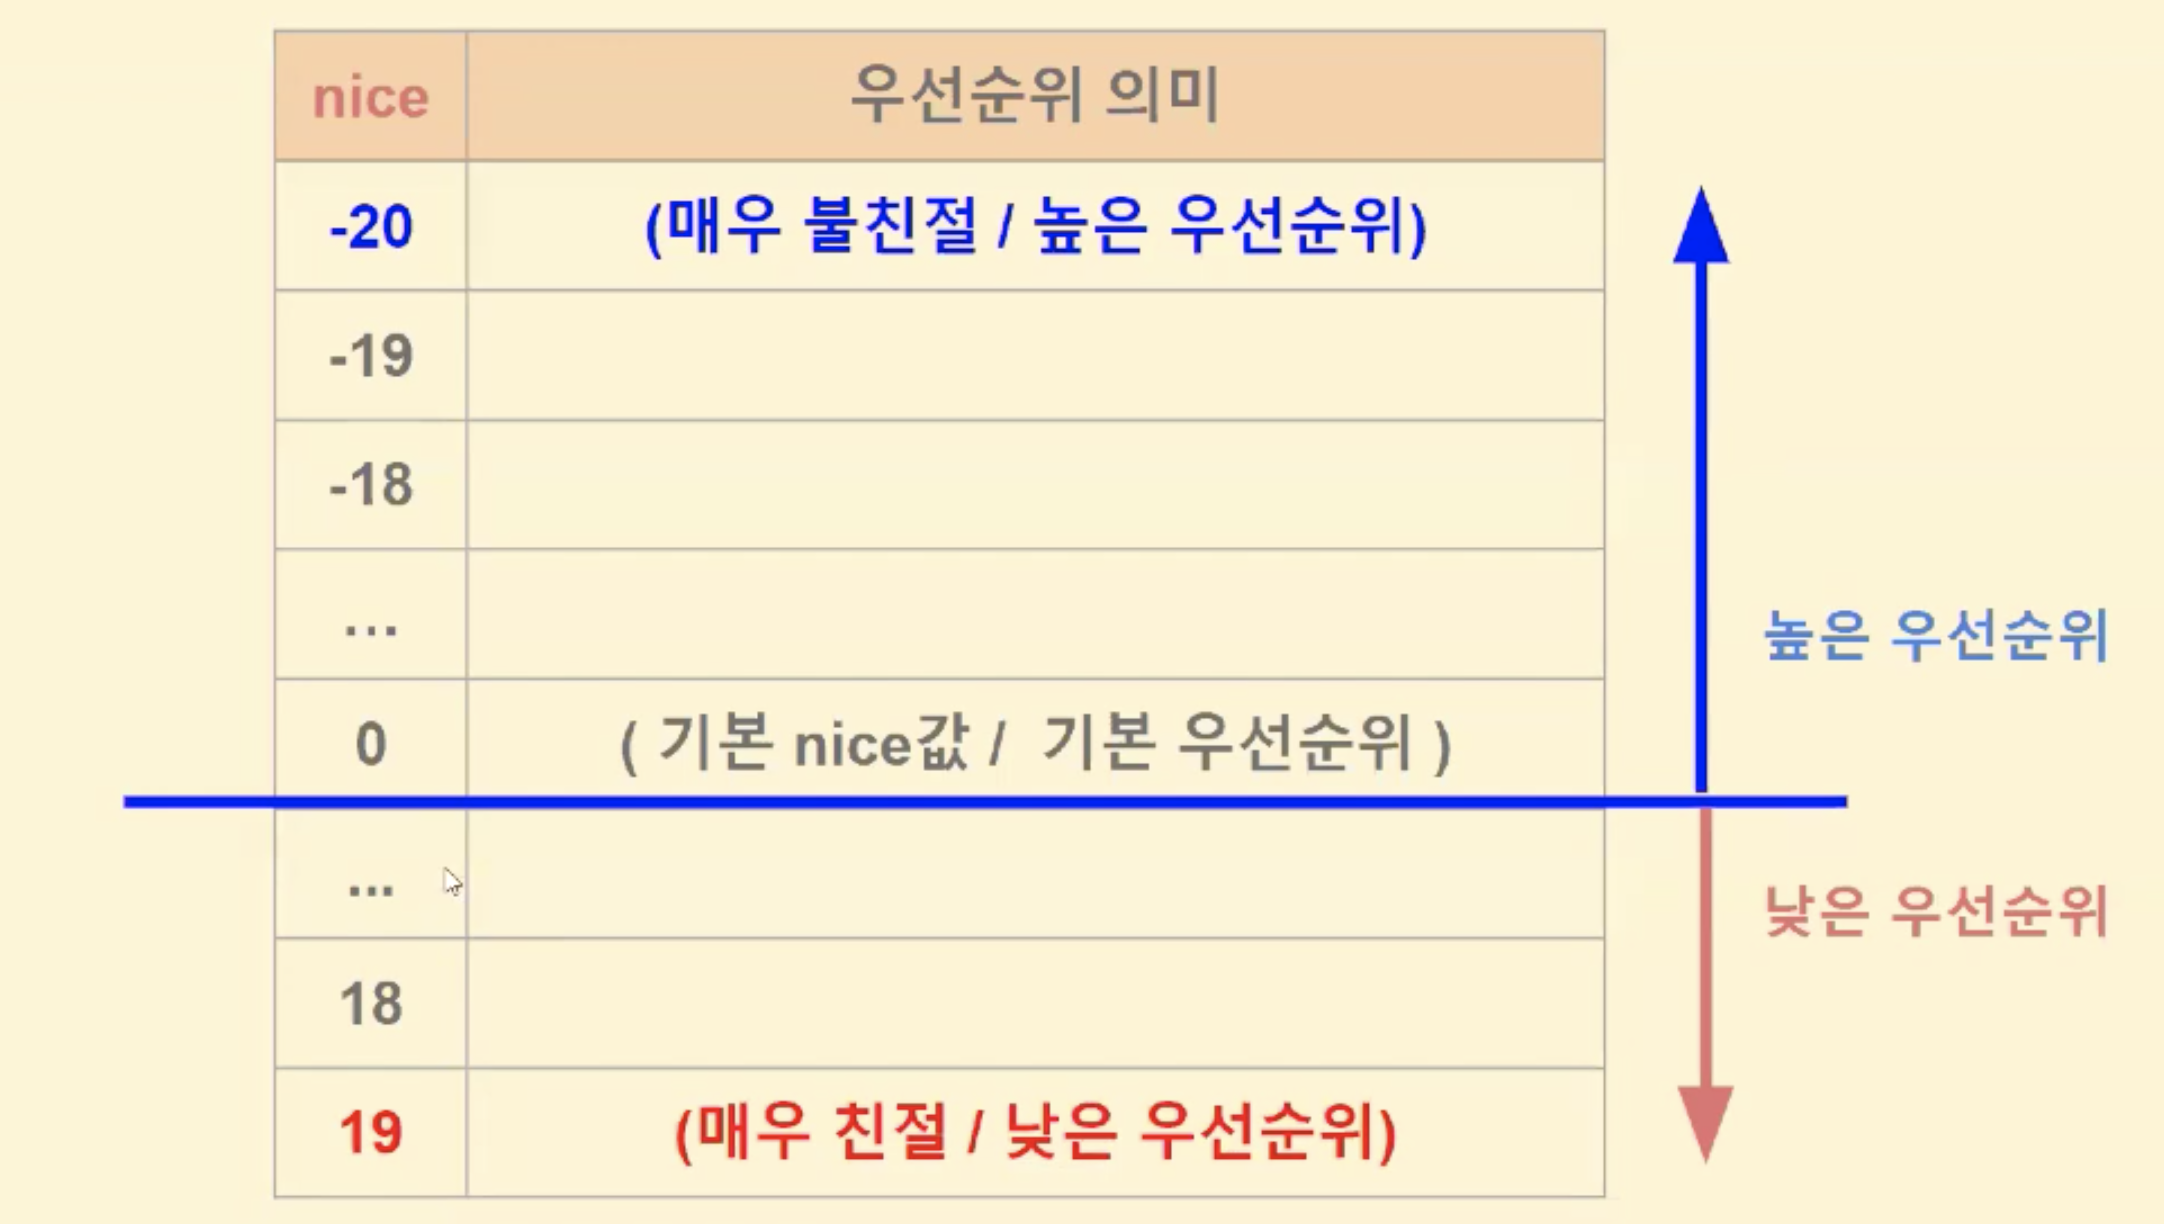 nice 우선순위 의미
-20 (매우 불친절 / 높은 우선순위)
-19
-18
...
높은 우선순위
0 ( 기본 nice값 / 기본 우선순위 )
...
낮은 우선순위
18
19 (매우 친절 / 낮은 우선순위)